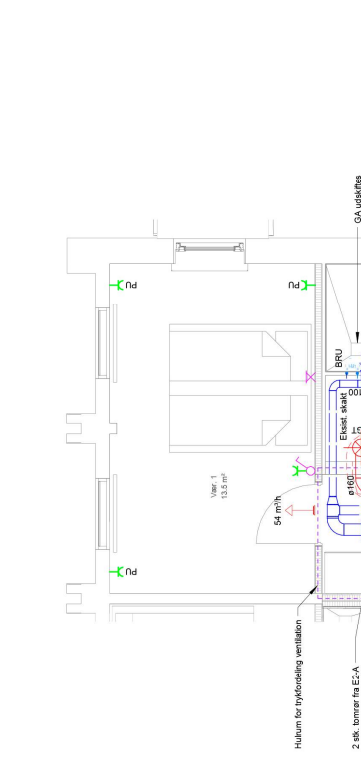 GA udskiftes
PU
PU
BRU
Eksist. skakt
ø160
Vær. 1
13.5 m²
54 m³/h
PU
Hulrum for trykfordeling ventilation
2 stk. tomrør fra E2-A